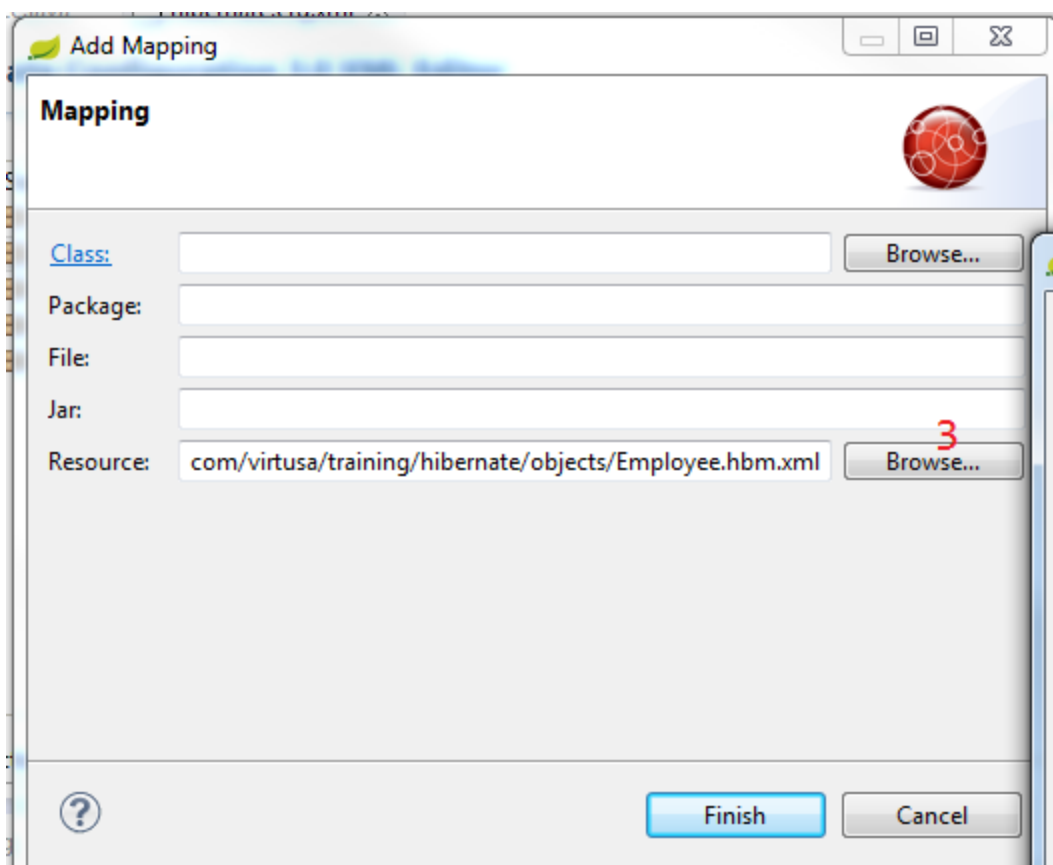 Add Mapping
Mapping
Class:
Browse...
Package:
File:
Jar:
3
Resource:
com/virtusa/training/hibernate/objects/Employee.hbm.xml
Browse...
Finish
Cancel